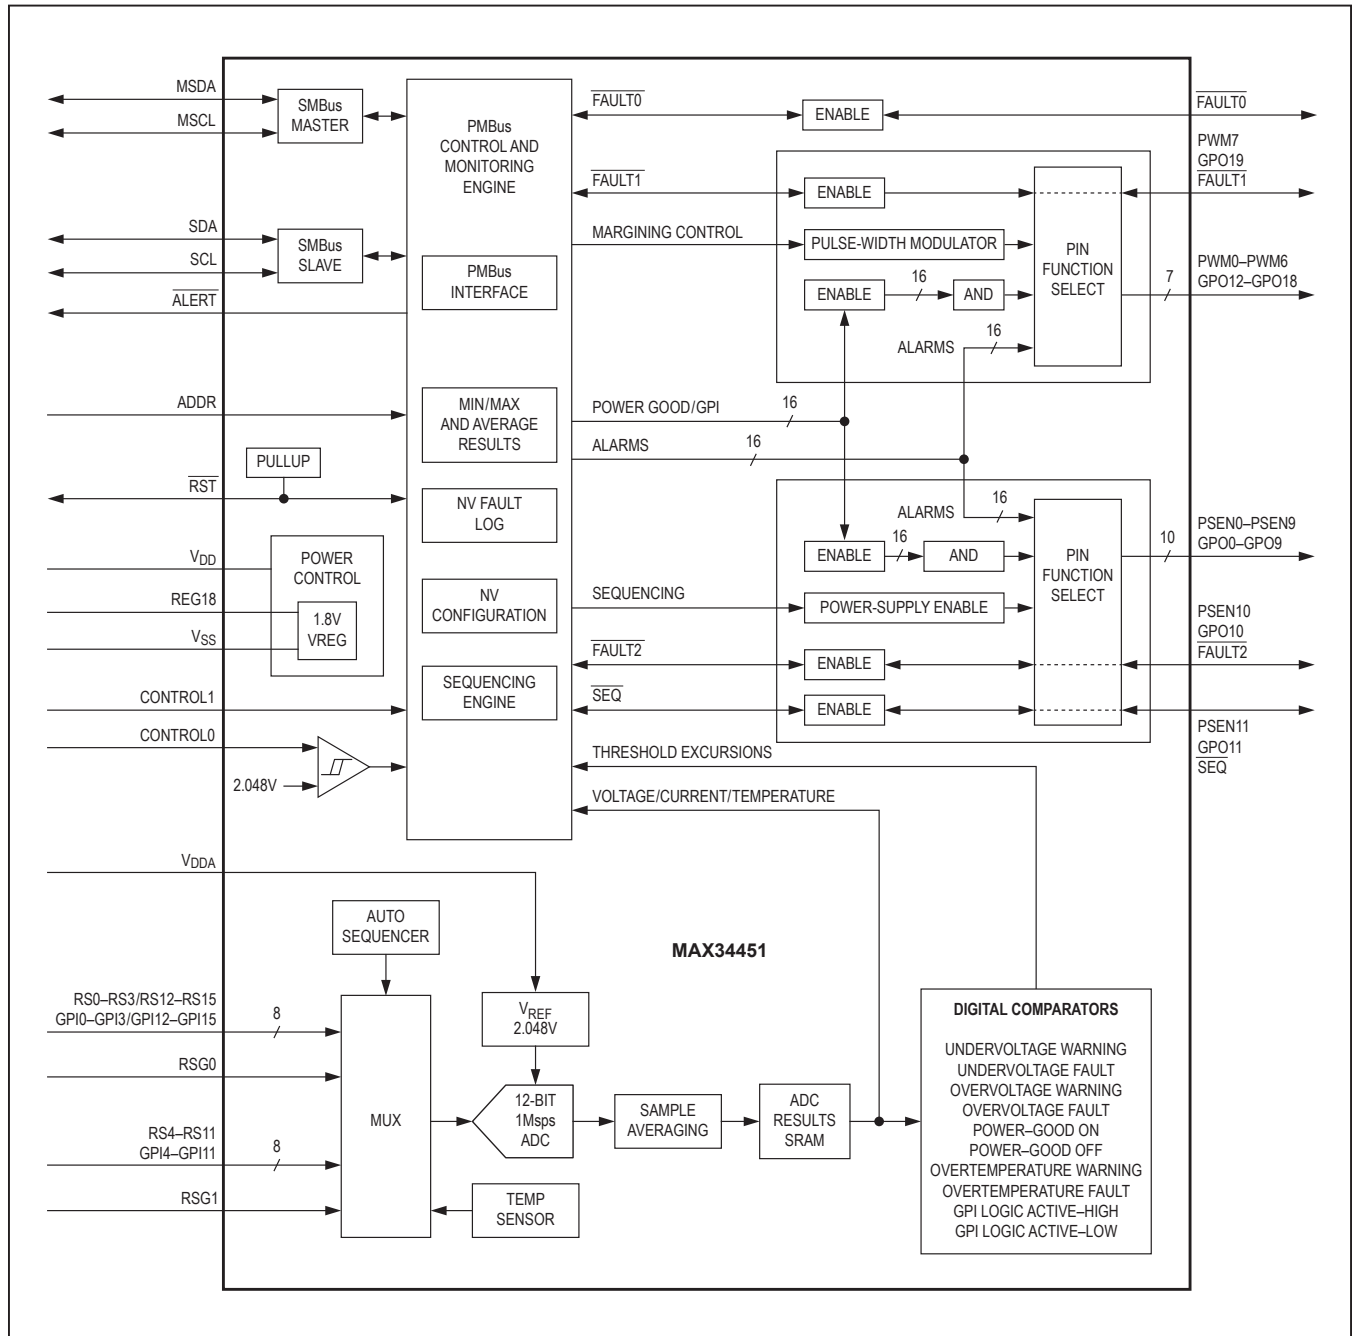 MSDA
MSCL
SMBus
MASTER
SDA
SCL
SMBus
SLAVE
ALERT
ADDR
PULLUP
RST
VDD
REG18
VSS
POWER
CONTROL
1.8V
VREG
CONTROL1
CONTROL0
2.048V
PMBus
CONTROL AND
MONITORING
ENGINE
PMBus
INTERFACE
MIN/MAX
AND AVERAGE
RESULTS
NV FAULT
LOG
NV
CONFIGURATION
SEQUENCING
ENGINE
FAULT0
ENABLE
FAULT0
FAULT1
ENABLE
MARGINING CONTROL
PULSE-WIDTH MODULATOR
ENABLE
16
AND
ALARMS
16
PIN
FUNCTION
SELECT
PWM7
GPO19
FAULT1
7
PWM0–PWM6
GPO12–GPO18
POWER GOOD/GPI
16
ALARMS
16
ALARMS
16
ENABLE
16
AND
SEQUENCING
POWER-SUPPLY ENABLE
FAULT2
ENABLE
SEQ
ENABLE
PIN
FUNCTION
SELECT
10
PSEN0–PSEN9
GPO0–GPO9
PSEN10
GPO10
FAULT2
PSEN11
GPO11
SEQ
THRESHOLD EXCURSIONS
VOLTAGE/CURRENT/TEMPERATURE
VDDA
AUTO
SEQUENCER
MAX34451
RS0–RS3/RS12–RS15
GPI0–GPI3/GPI12–GPI15
8
RSG0
RS4–RS11
GPI4–GPI11
8
RSG1
MUX
VREF
2.048V
12-BIT
1Msps
ADC
TEMP
SENSOR
SAMPLE
AVERAGING
ADC
RESULTS
SRAM
DIGITAL COMPARATORS
UNDERVOLTAGE WARNING
UNDERVOLTAGE FAULT
OVERVOLTAGE WARNING
OVERVOLTAGE FAULT
POWER–GOOD ON
POWER–GOOD OFF
OVERTEMPERATURE WARNING
OVERTEMPERATURE FAULT
GPI LOGIC ACTIVE–HIGH
GPI LOGIC ACTIVE–LOW